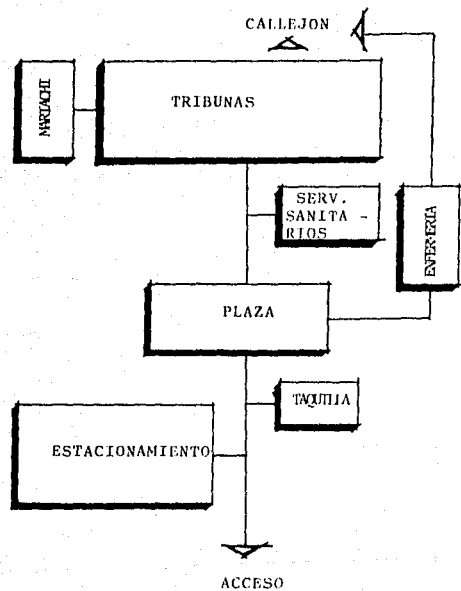 CALLEJON
MARIACHI
TRIBUNAS
SERV.
SANITA -
RIOS
ENFERMERIA
PLAZA
TAQUILLA
ESTACIONAMIENTO
ACCESO